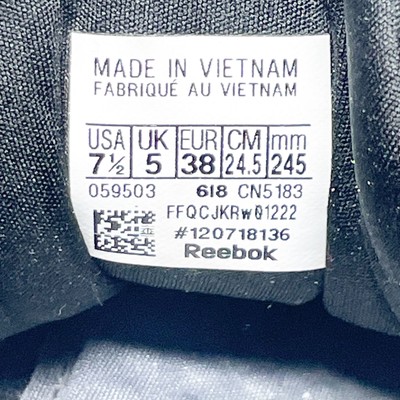 MADE IN VIETNAM
FABRIQUÉ AU VIETNAM
USA UK EUR CM mm
7½ 5 38 24.5 245
059503 618 CN5183
FFQCJKRw01222
#120718136
Reebok